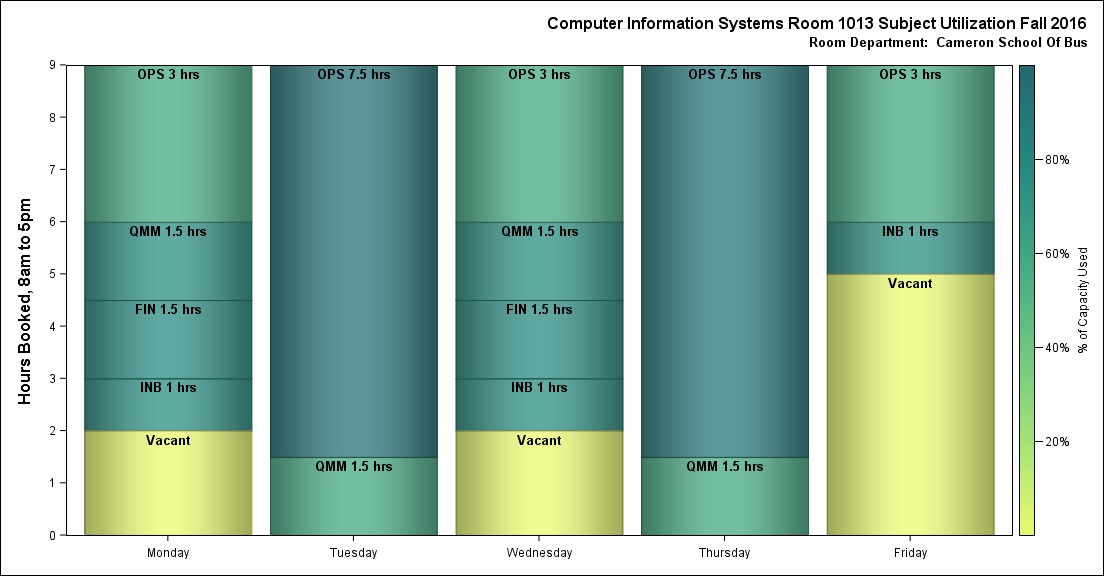 Computer Information Systems Room 1013 Subject Utilization Fall 2016
Room Department:  Cameron School Of Bus
Hours Booked, 8am to 5pm
9
8
7
6
5
4
3
2
1
0
OPS 3 hrs
QMM 1.5 hrs
FIN 1.5 hrs
INB 1 hrs
Vacant
OPS 7.5 hrs
QMM 1.5 hrs
OPS 3 hrs
QMM 1.5 hrs
FIN 1.5 hrs
INB 1 hrs
Vacant
OPS 7.5 hrs
QMM 1.5 hrs
OPS 3 hrs
INB 1 hrs
Vacant
Monday
Tuesday
Wednesday
Thursday
Friday
80%
60%
40%
20%
% of Capacity Used